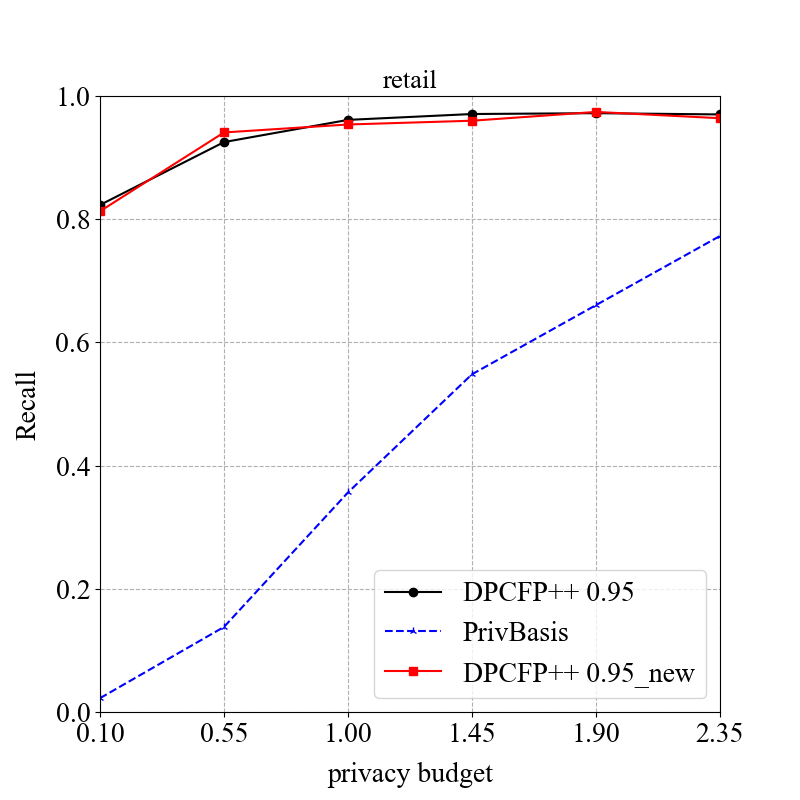 retail
1.0
0.8
0.6
0.4
0.2
0.0
Recall
DPCFP++ 0.95
PrivBasis
DPCFP++ 0.95_new
0.10 0.55 1.00 1.45 1.90 2.35
privacy budget